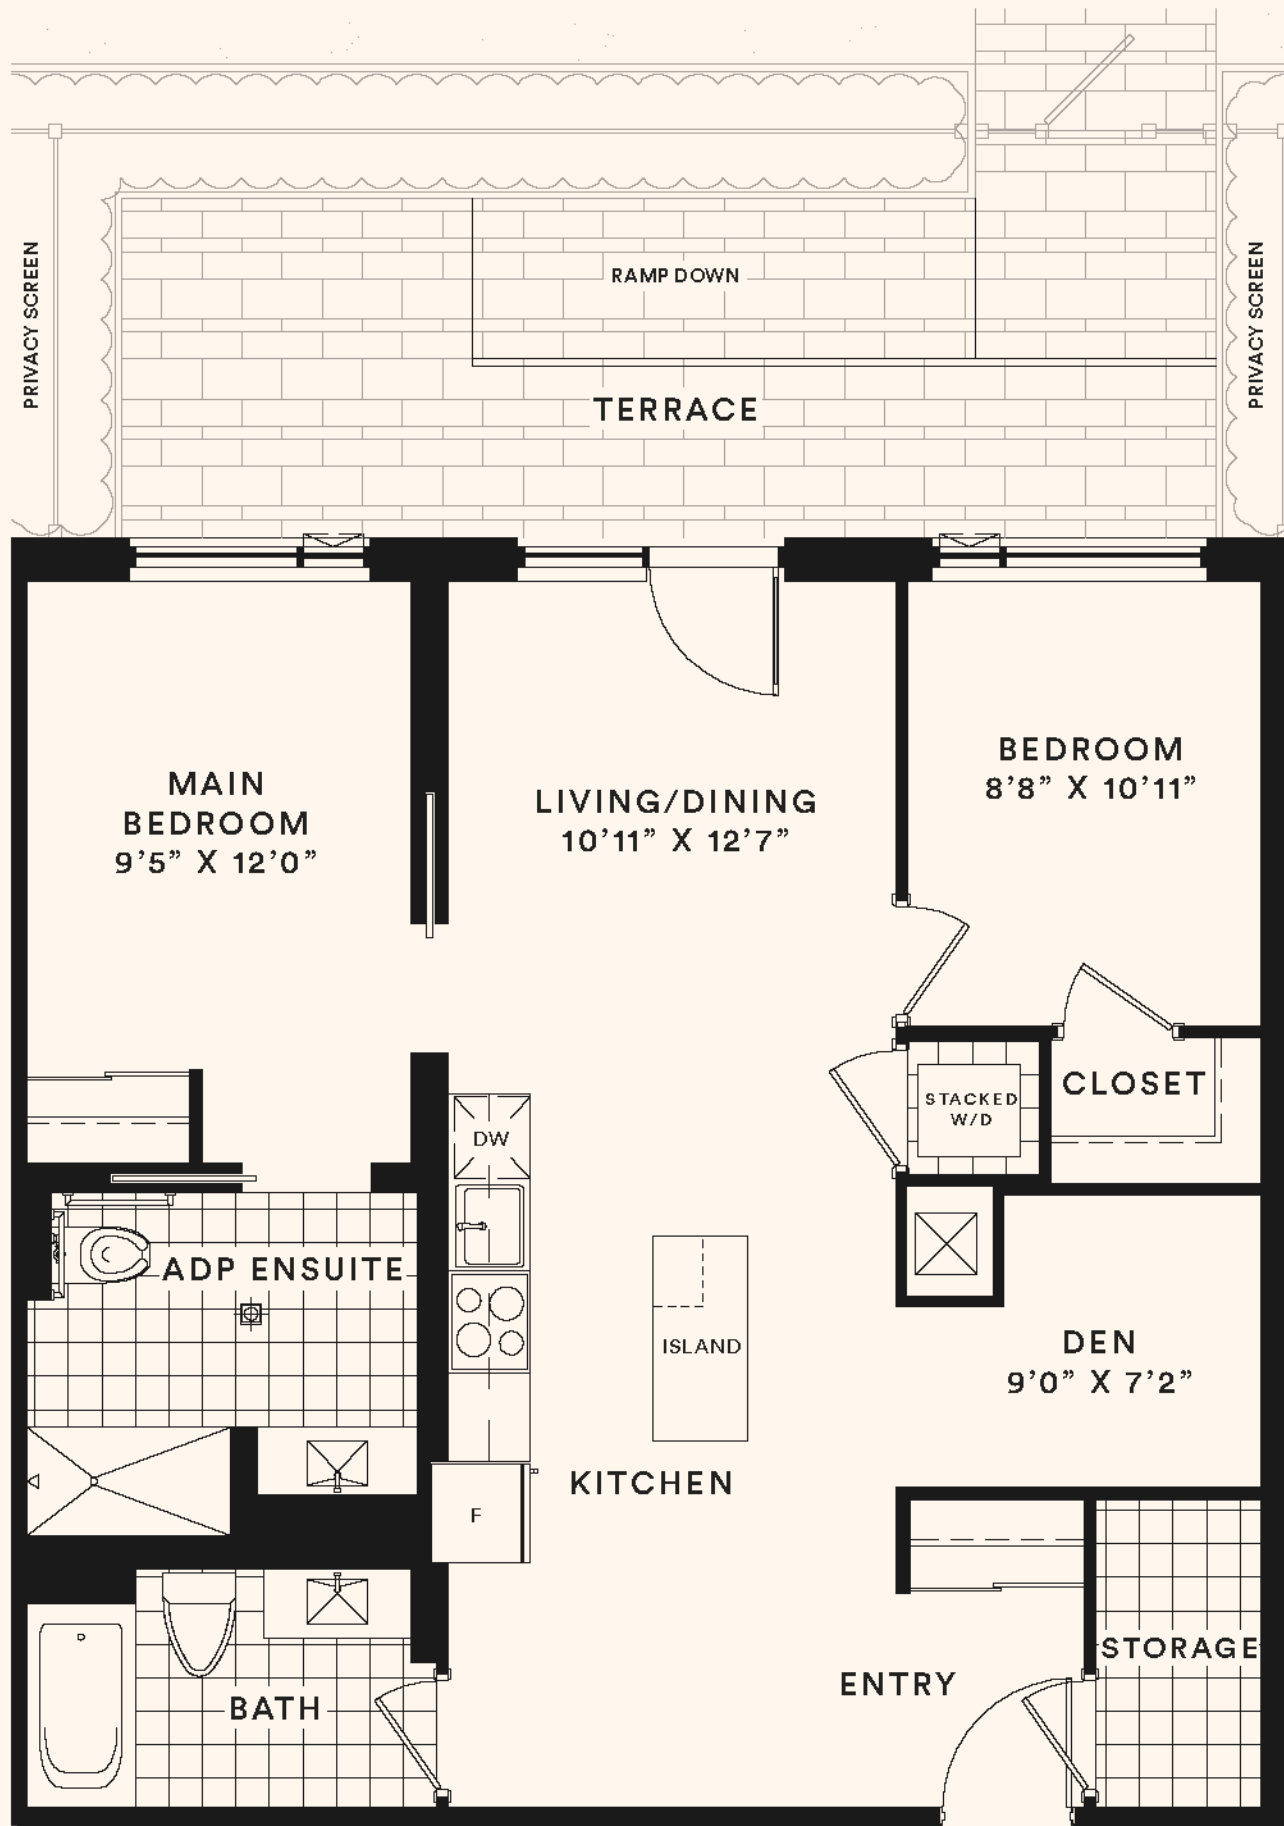 PRIVACY SCREEN
RAMP DOWN
PRIVACY SCREEN
TERRACE
MAIN
BEDROOM
9'5” X 12'0”
LIVING/DINING
10'11” X 12'7”
BEDROOM
8'8” X 10'11”
STACKED
W/D
CLOSET
DW
ADP ENSUITE
ISLAND
DEN
9'0” X 7'2”
KITCHEN
F
STORAGE
ENTRY
BATH